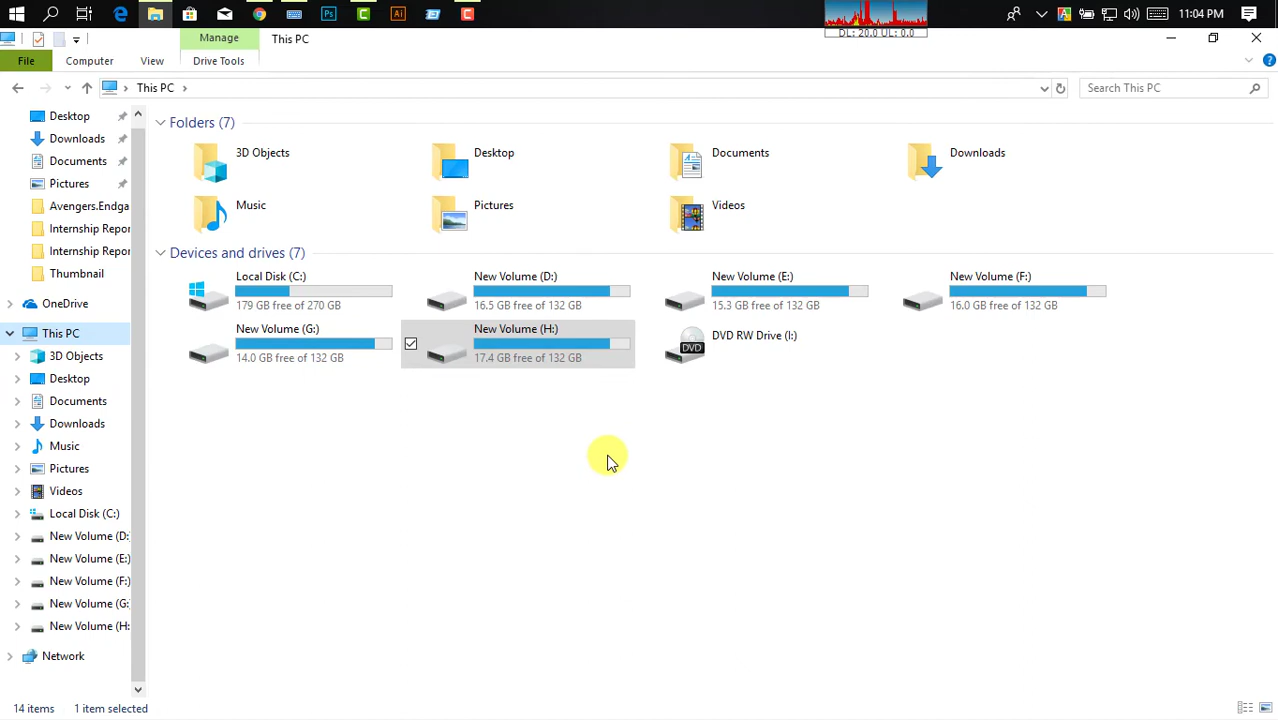 Ps
Ai
DL: 20.0 UL: 0.0
11:04 PM
Manage
This PC
File
Computer
View
Drive Tools
This PC
Search This PC
Desktop
Downloads
Documents
Pictures
Avengers.Endga
Internship Repor
Internship Repor
Thumbnail
OneDrive
This PC
3D Objects
Desktop
Documents
Downloads
Music
Pictures
Videos
Local Disk (C:)
New Volume (D:
New Volume (E:)
New Volume (F:)
New Volume (G:)
New Volume (H:
Network
Folders (7)
3D Objects
Desktop
Documents
Downloads
Music
Pictures
Videos
Devices and drives (7)
Local Disk (C:)
179 GB free of 270 GB
New Volume (D:)
16.5 GB free of 132 GB
New Volume (E:)
15.3 GB free of 132 GB
New Volume (F:)
16.0 GB free of 132 GB
New Volume (G:)
14.0 GB free of 132 GB
New Volume (H:)
17.4 GB free of 132 GB
DVD RW Drive (I:)
DVD
14 items
1 item selected